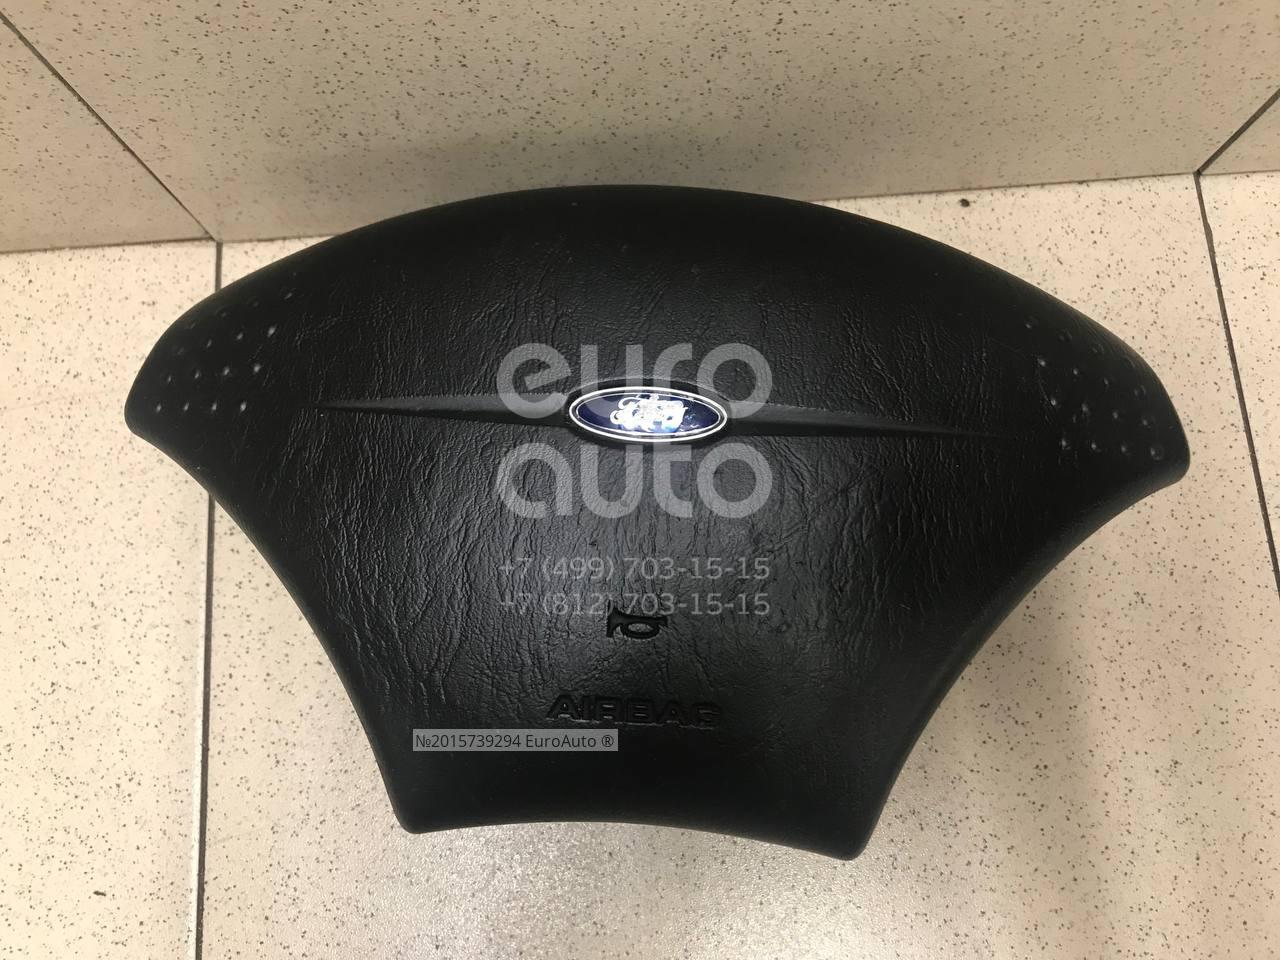 euro
auto
+7 (499) 703-15-15
+7 (812) 703-15-15
AIRBAG
№2015739294 EuroAuto ®